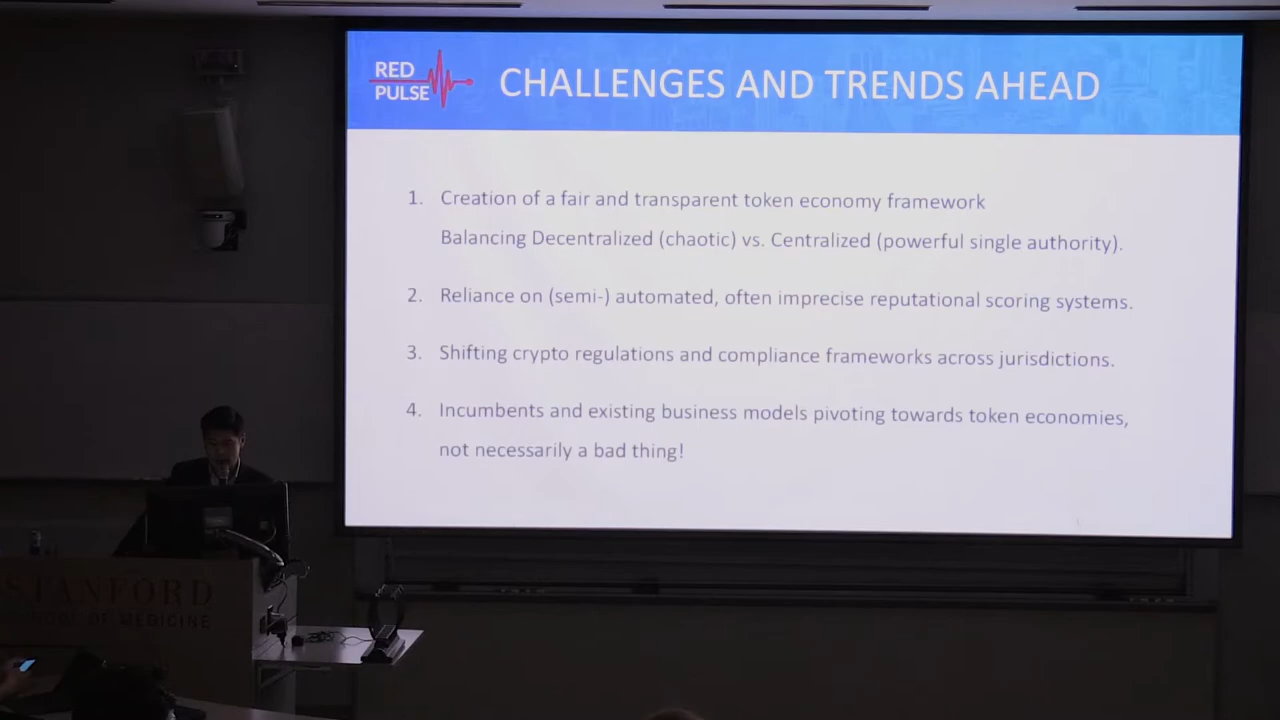 RED
PULSE
CHALLENGES AND TRENDS AHEAD
1. Creation of a fair and transparent token economy framework
Balancing Decentralized (chaotic) vs. Centralized (powerful single authority).
2. Reliance on (semi-) automated, often imprecise reputational scoring systems.
3. Shifting crypto regulations and compliance frameworks across jurisdictions.
4. Incumbents and existing business models pivoting towards token economies,
not necessarily a bad thing!
STANFORD
SCHOOL OF MEDICINE